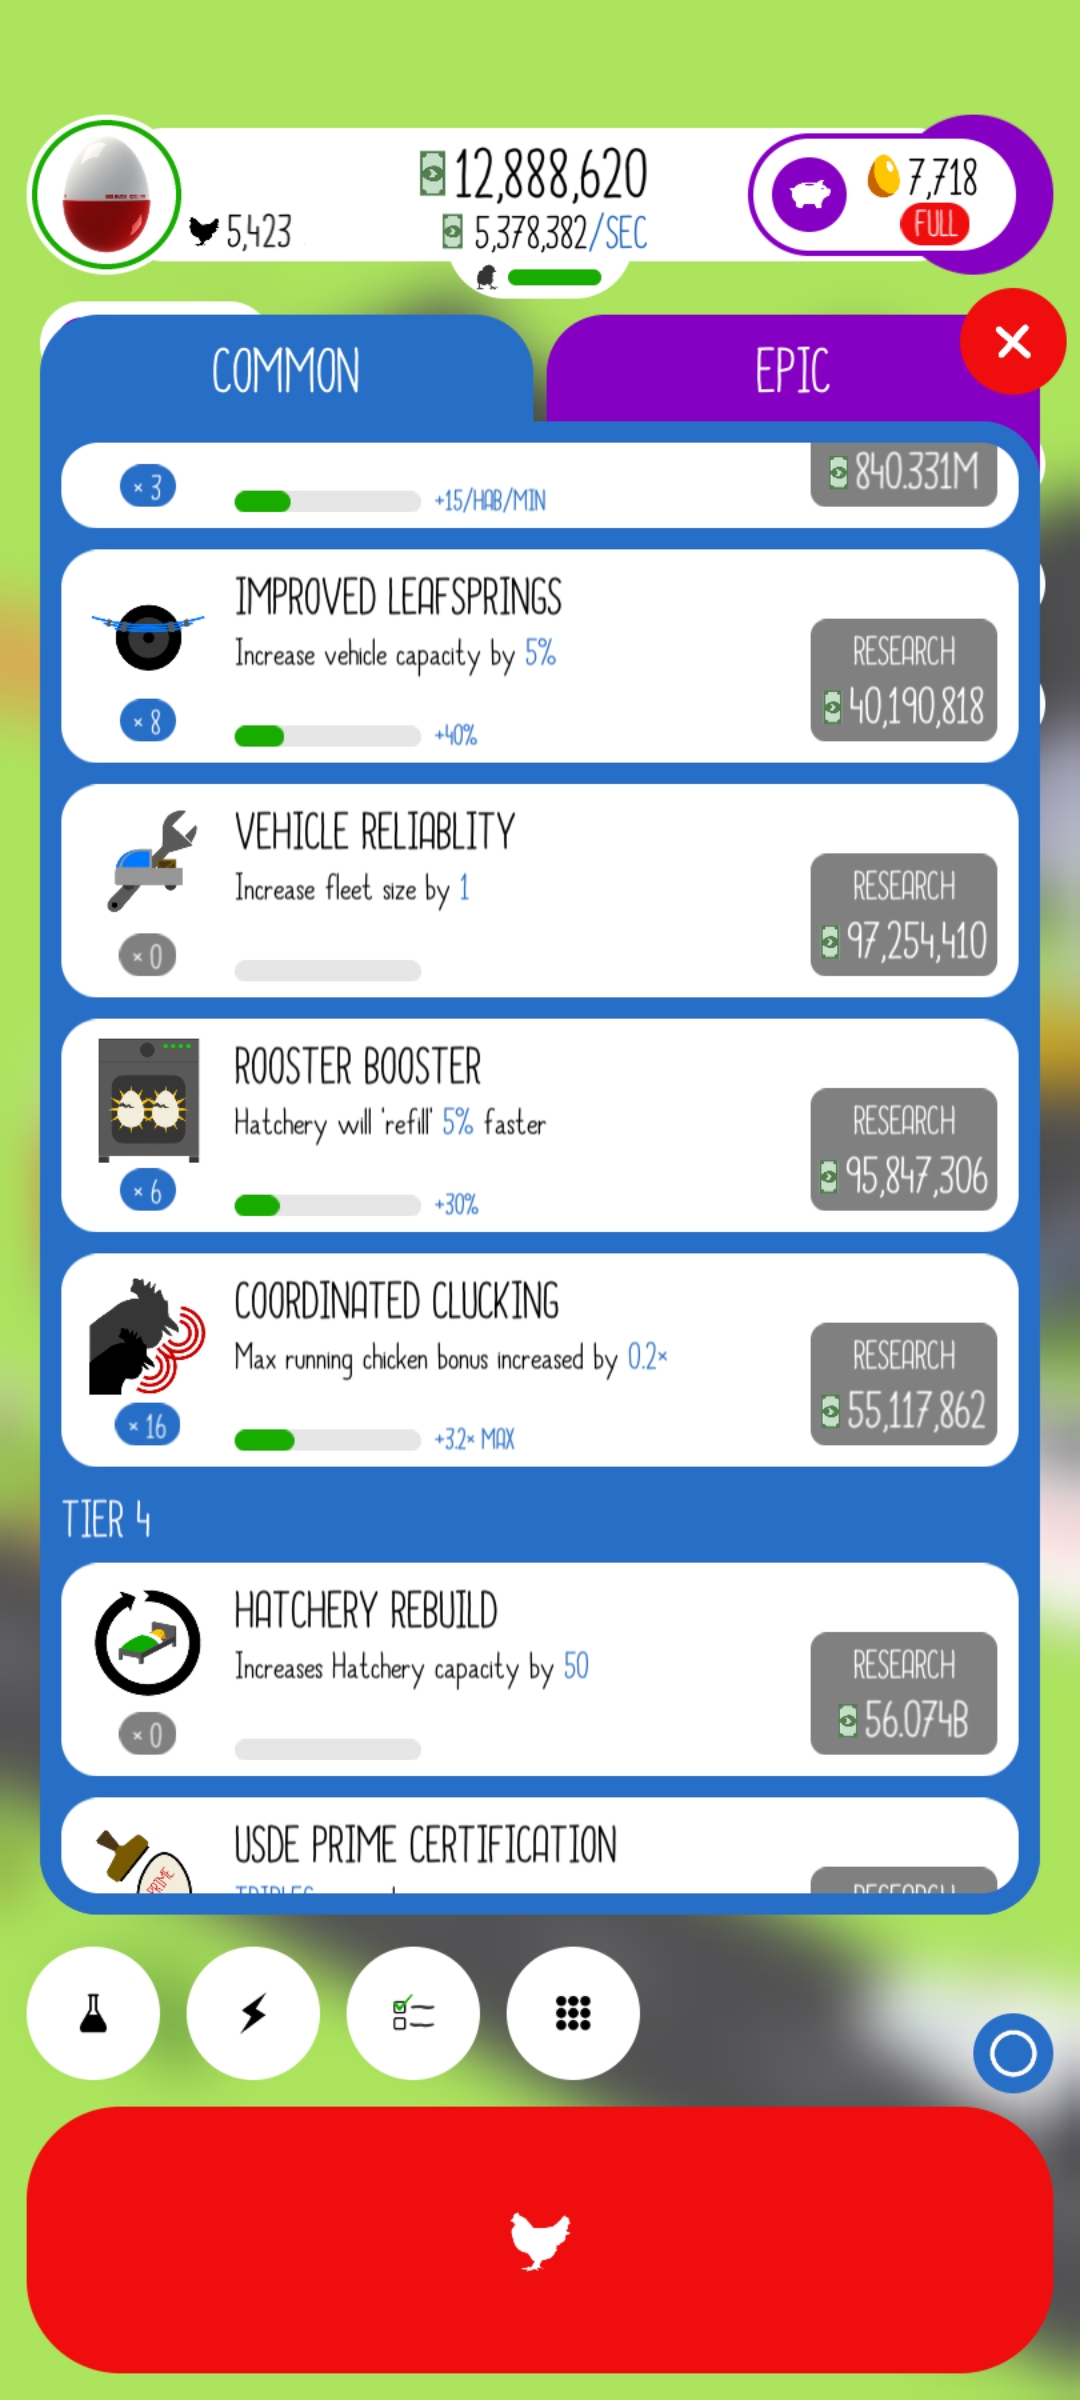 12,888,620
7,718
5,423
5,378,382/SEC
FULL
COMMON
EPIC
840.331M
× 3
+15/HAB/MIN
IMPROVED LEAFSPRINGS
Increase vehicle capacity by 5%
RESEARCH
40,190,818
× 8
+40%
VEHICLE RELIABLITY
Increase fleet size by 1
RESEARCH
97,254,410
× 0
ROOSTER BOOSTER
Hatchery will 'refill' 5% faster
RESEARCH
95,847,306
× 6
+30%
COORDINATED CLUCKING
Max running chicken bonus increased by 0.2×
RESEARCH
55,117,862
× 16
+3.2× MAX
TIER 4
HATCHERY REBUILD
Increases Hatchery capacity by 50
RESEARCH
56.074B
× 0
USDE PRIME CERTIFICATION
PRIME
TRIPLES
RESEARCH